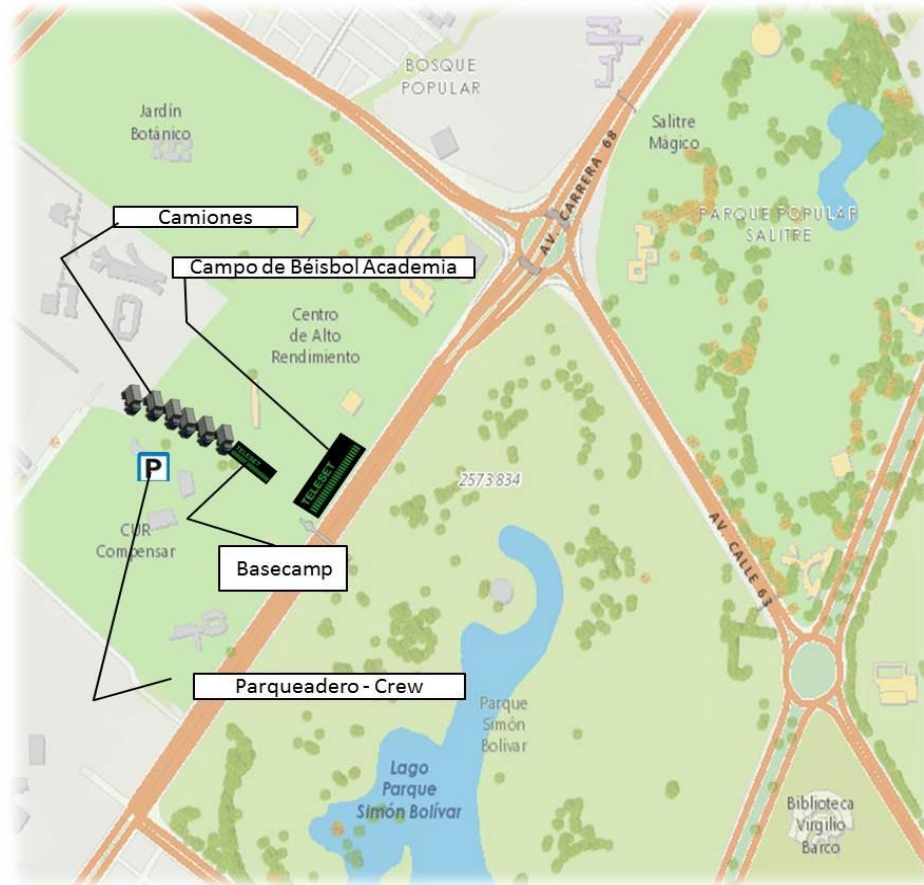 BOSQUE
POPULAR
Jardín
Botánico
Salitre
Mágico
AV. CARRERA 68
PARQUE POPULAR
SALITRE
Camiones
Campo de Béisbol Academia
Centro
de Alto
Rendimiento
TELESET
TELESET
P
2573834
CUR
Compensar
AV. CALLE 63
Basecamp
Parqueadero - Crew
Parque
Simón
Bolívar
Lago
Parque
Simón Bolívar
Biblioteca
Virgilio
Barco